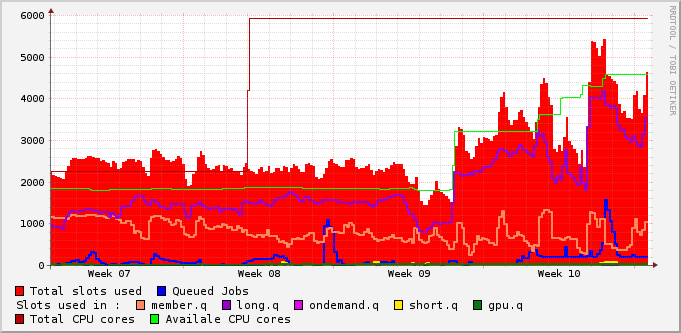 RRDTOOL / TOBI OETIKER
6000
5000
4000
3000
2000
1000
0
Week 07 Week 08 Week 09 Week 10
Total slots used Queued Jobs
Slots used in : member.q long.q ondemand.q short.q gpu.q
Total CPU cores Availale CPU cores